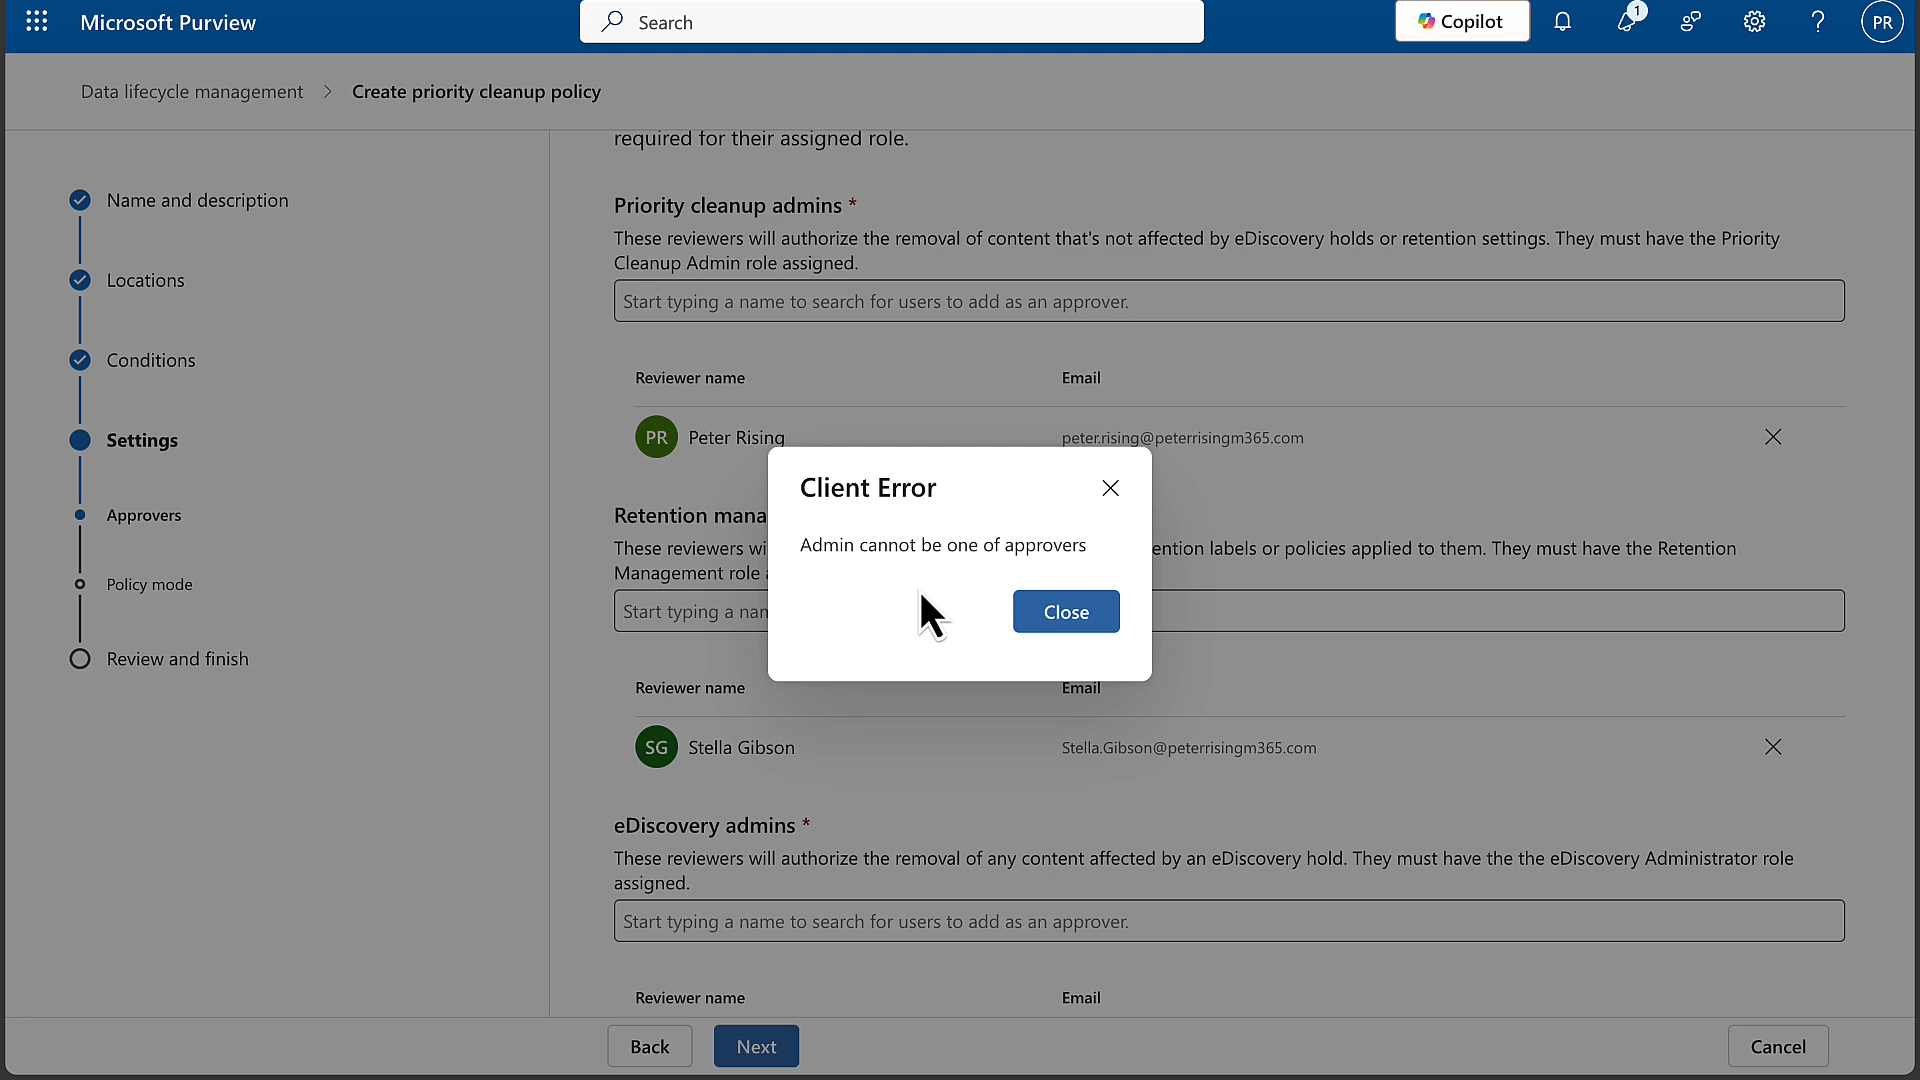 Microsoft Purview
Search
Copilot
1
PR
Data lifecycle management > Create priority cleanup policy
Name and description
Locations
Conditions
Settings
Approvers
Policy mode
Review and finish
required for their assigned role.
Priority cleanup admins *
These reviewers will authorize the removal of content that's not affected by eDiscovery holds or retention settings. They must have the Priority
Cleanup Admin role assigned.
Start typing a name to search for users to add as an approver.
Reviewer name Email
PR Peter Rising peter.rising@peterrisingm365.com
Client Error
Admin cannot be one of approvers
Close
Retention mana
These reviewers wi ention labels or policies applied to them. They must have the Retention
Management role
Start typing a nam
Reviewer name Email
SG Stella Gibson Stella.Gibson@peterrisingm365.com
eDiscovery admins *
These reviewers will authorize the removal of any content affected by an eDiscovery hold. They must have the the eDiscovery Administrator role
assigned.
Start typing a name to search for users to add as an approver.
Reviewer name Email
Back Next Cancel